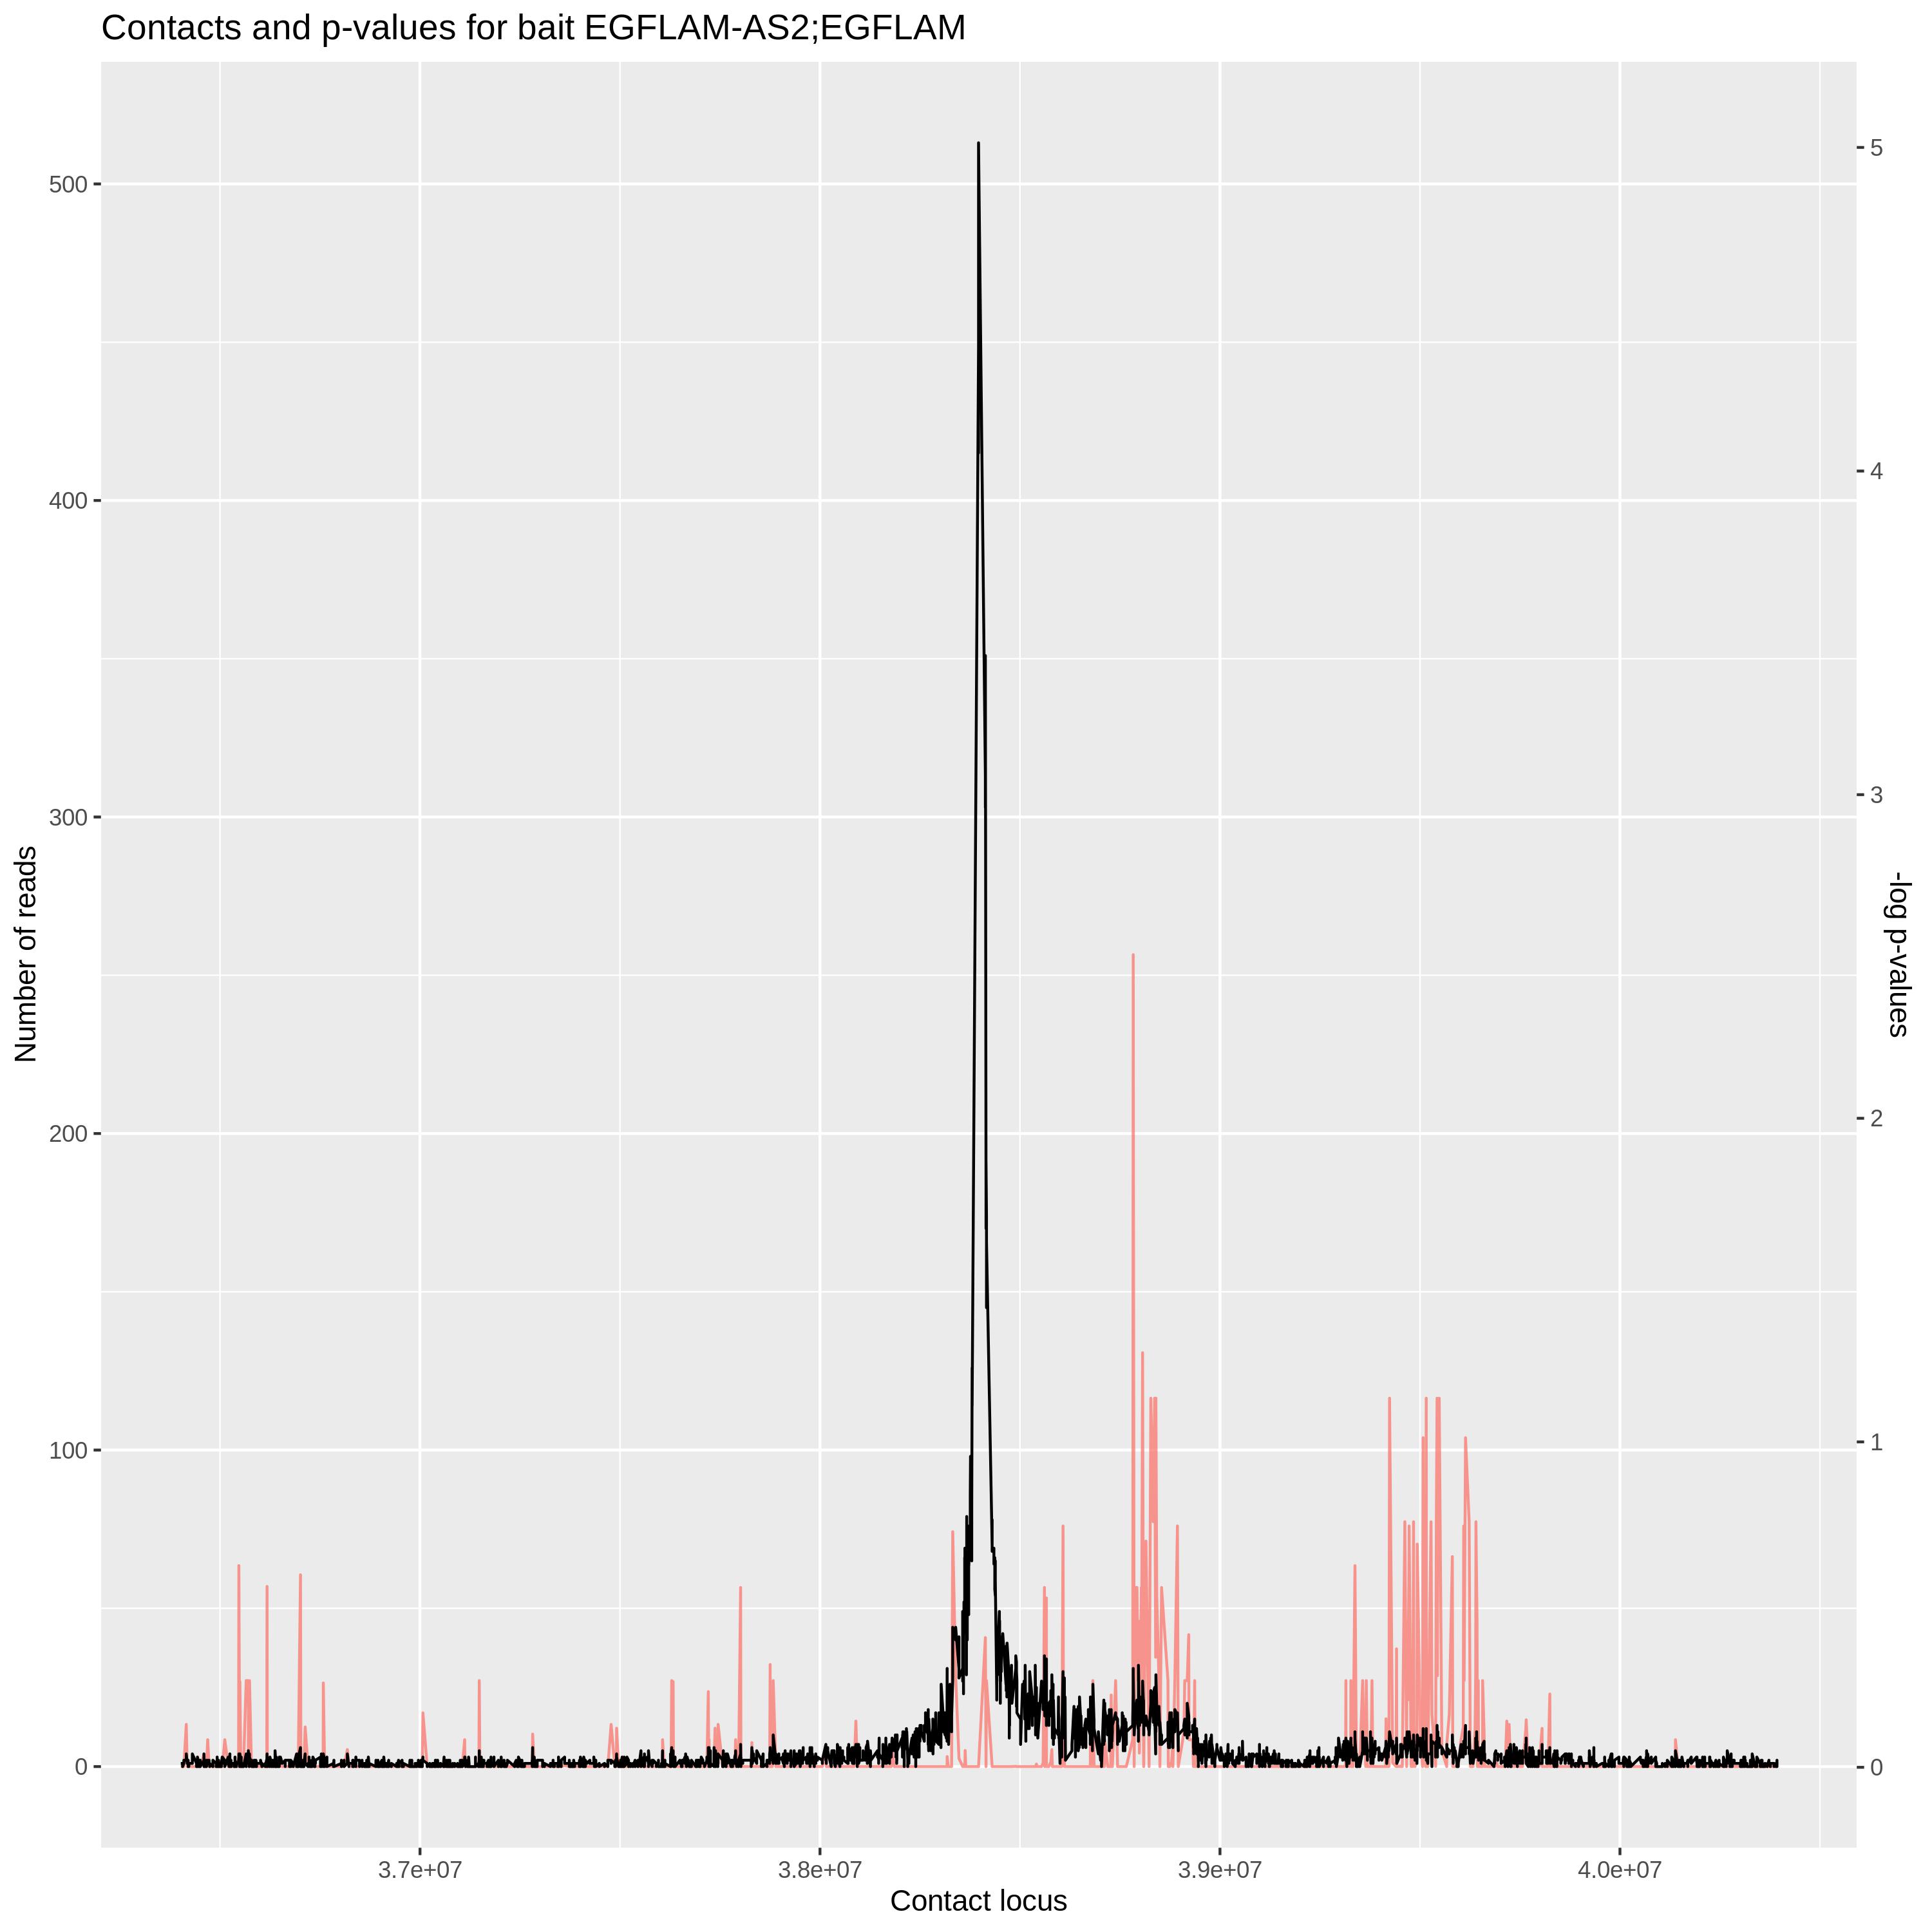 Contacts and p-values for bait EGFLAM-AS2;EGFLAM
Number of reads
500
400
300
200
100
0
5
4
3
2
1
0
-log p-values
3.7e+07
3.8e+07
3.9e+07
4.0e+07
Contact locus